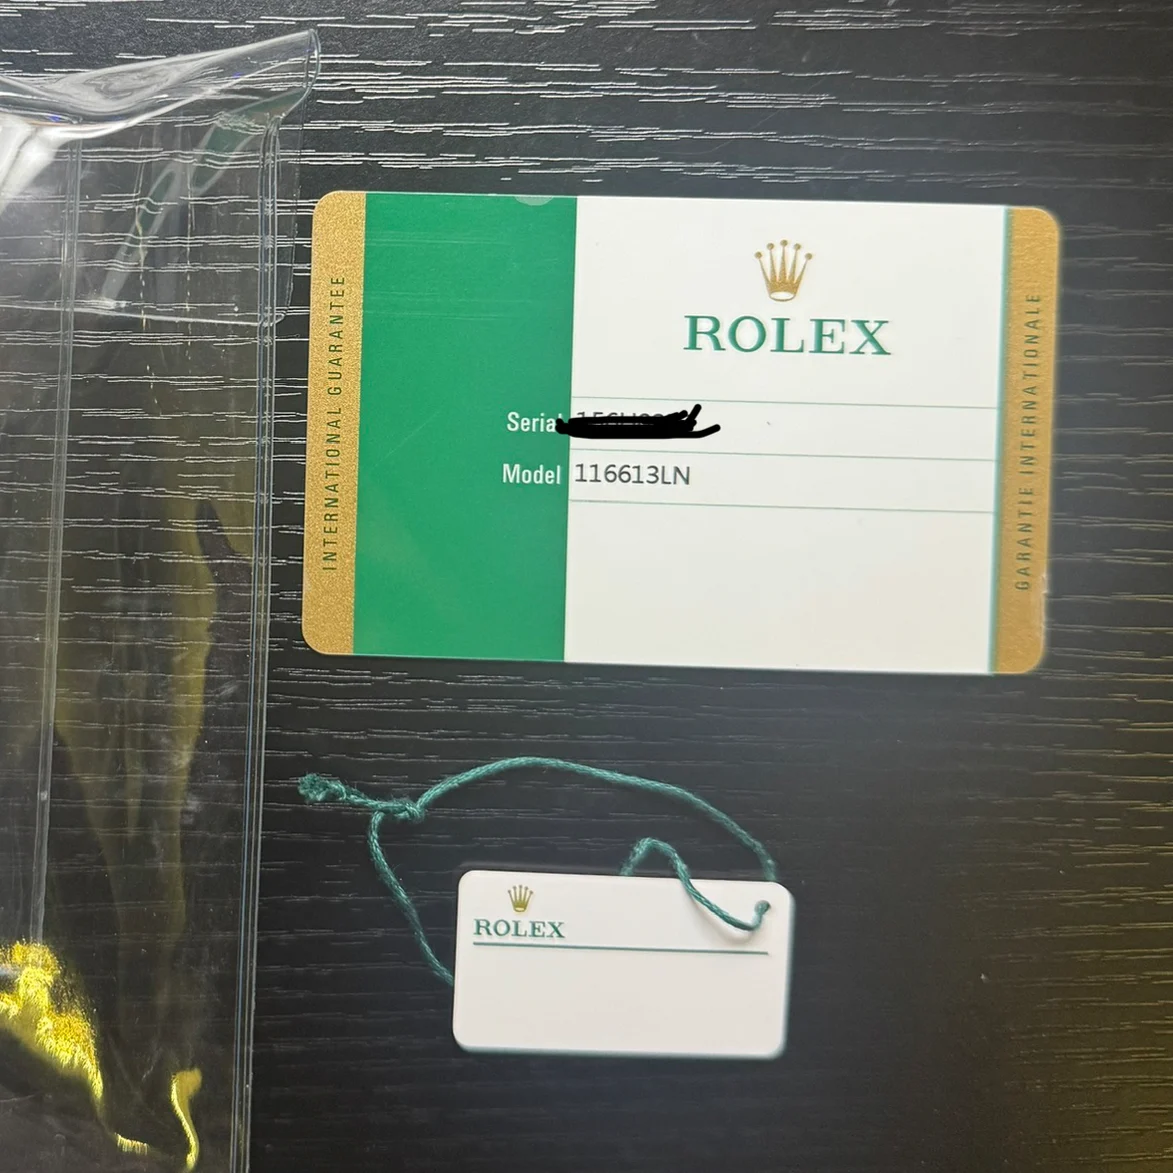 INTERNATIONAL GUARANTEE
ROLEX
Serial
Model 116613LN
GARANTIE INTERNATIONALE
ROLEX